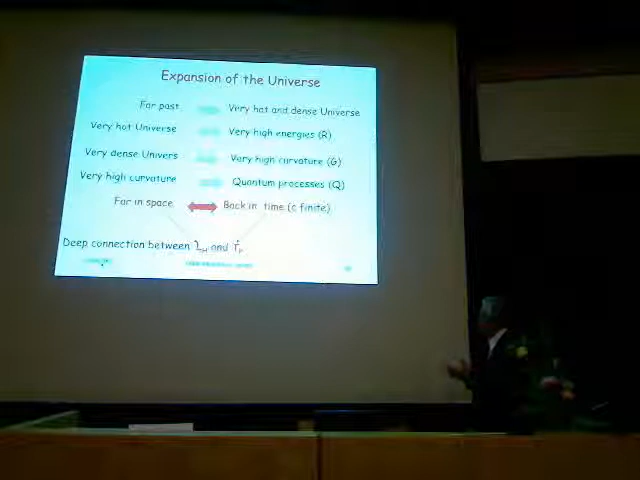 Expansion of the Universe
Far past Very hot and dense Universe
Very hot Universe Very high energies (R)
Very dense Univers Very high curvature (G)
Very high curvature Quantum processes (Q)
Far in space Back in time (c finite)
Deep connection between and